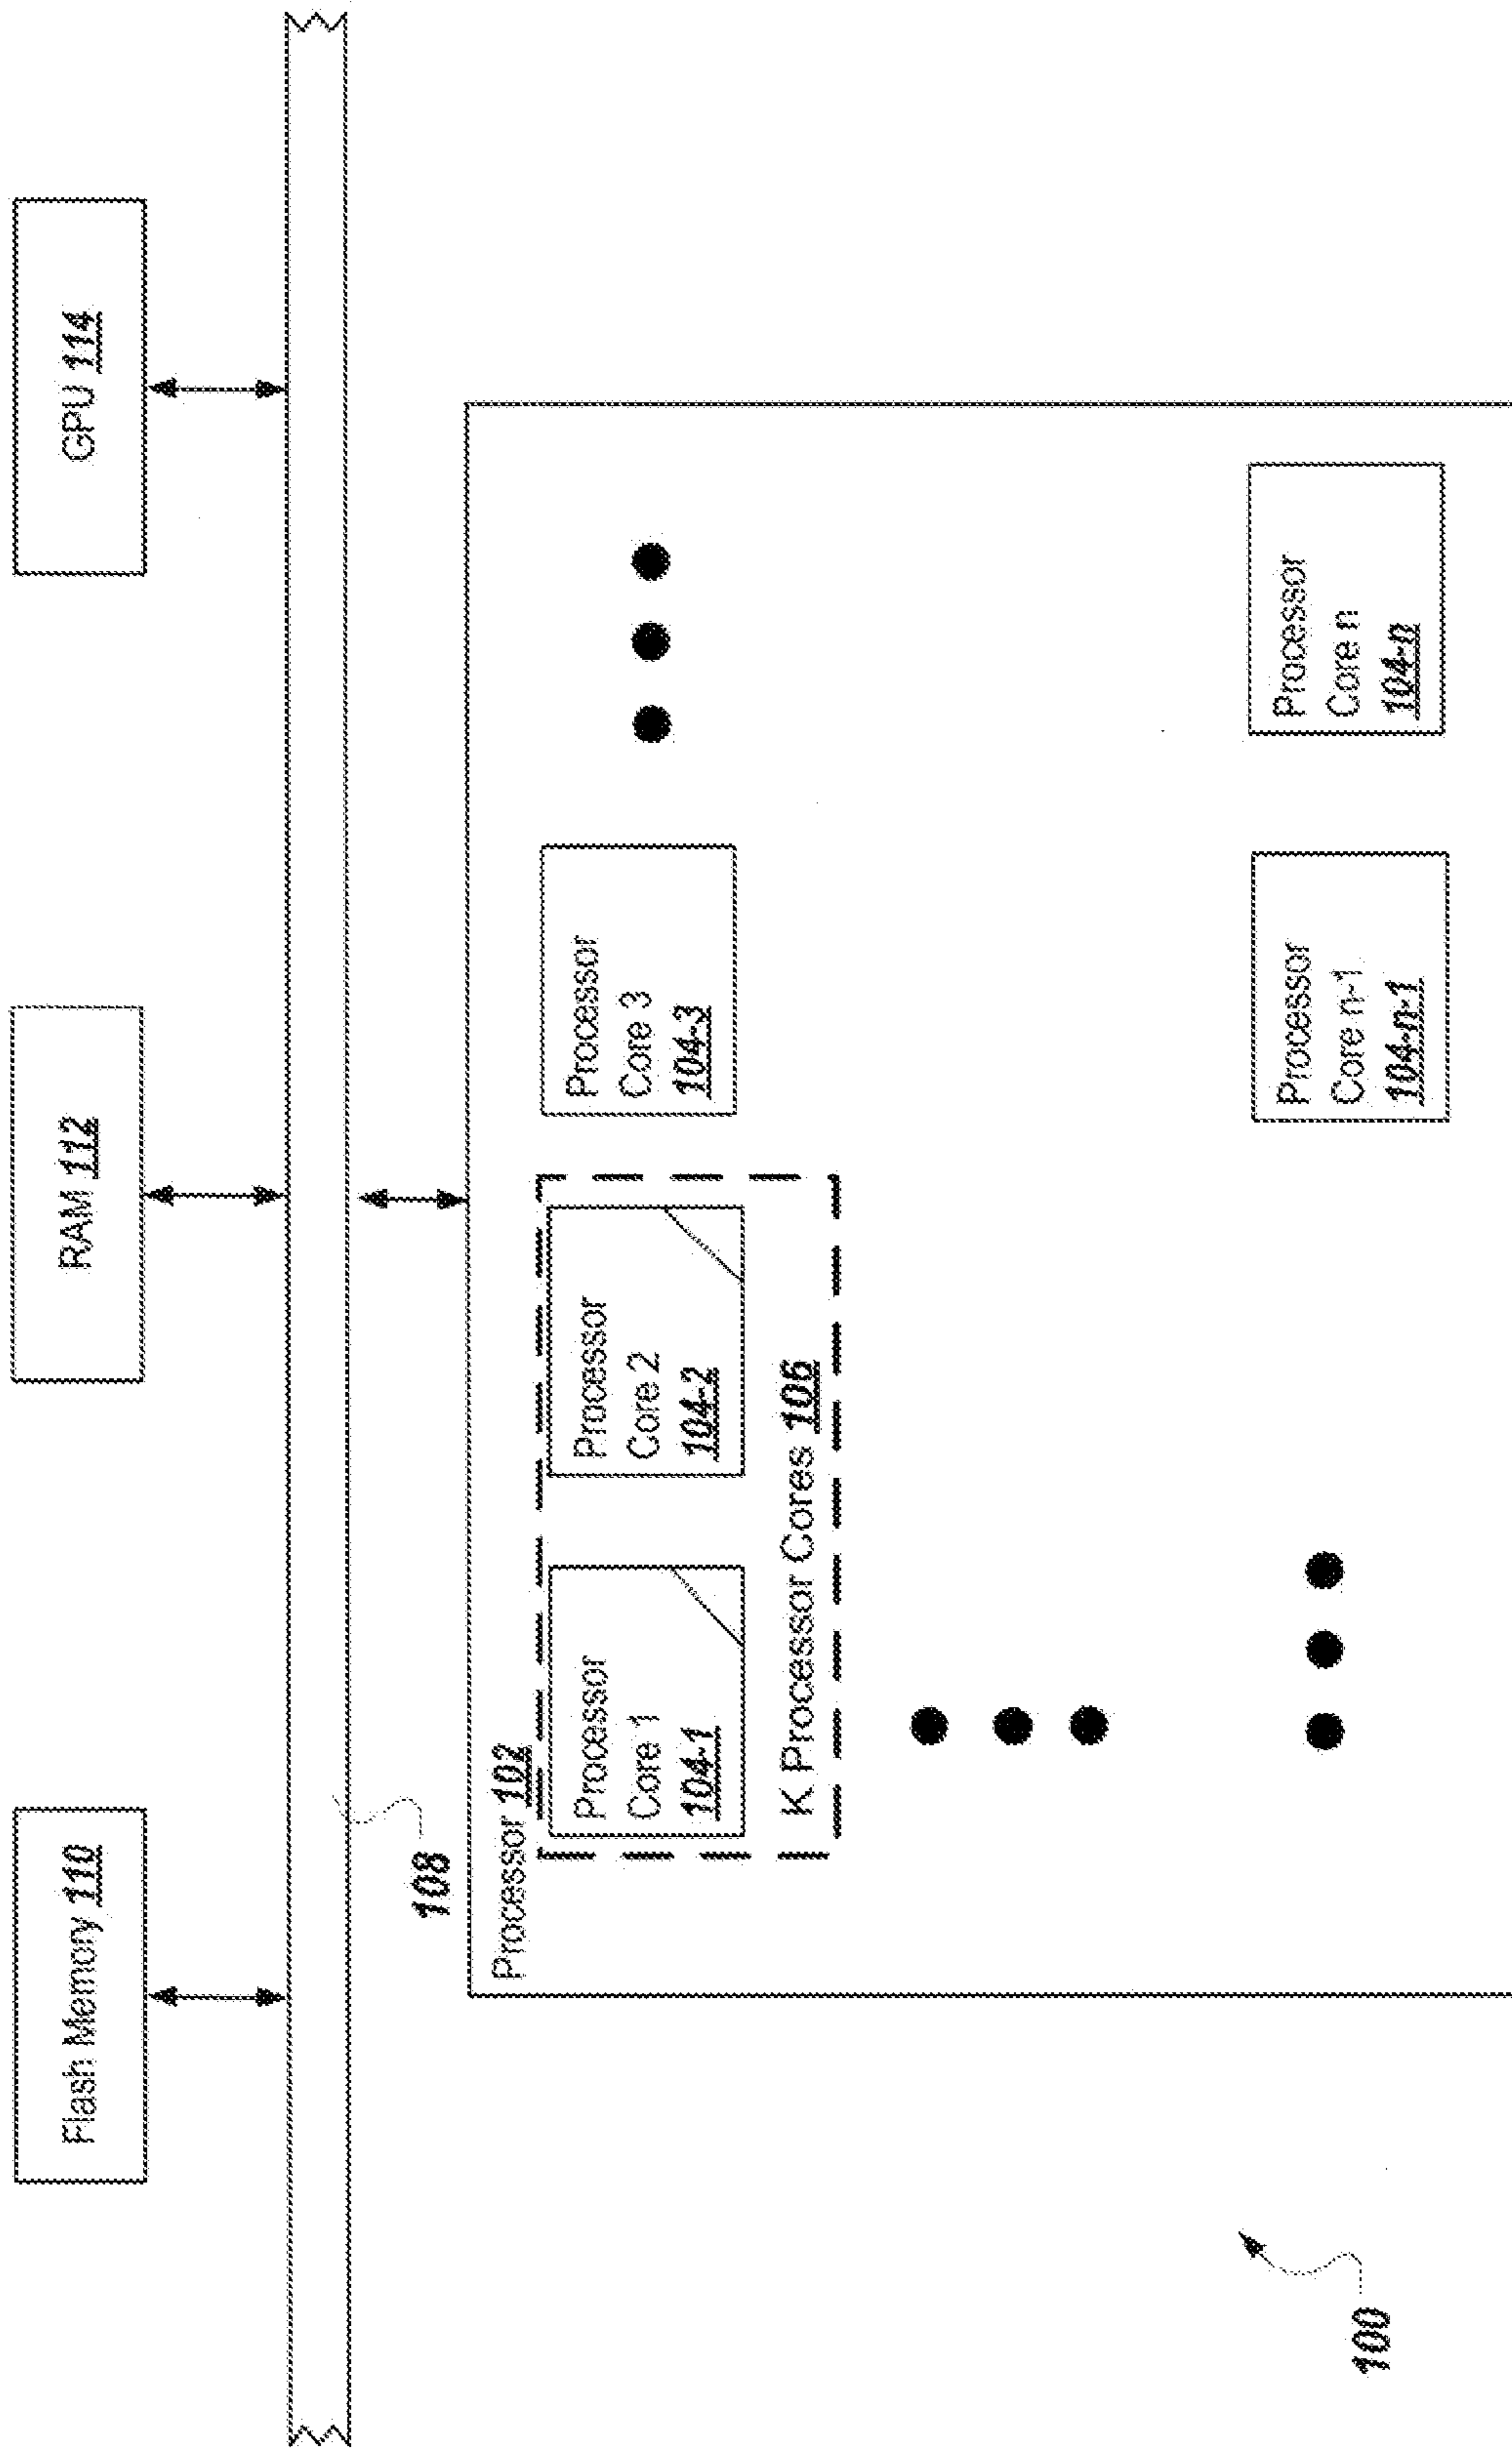 Flash Memory 110
RAM 112
GPU 114
108
Processor 102
Processor
Core 1
104-1
Processor
Core 2
104-2
Processor
Core 3
104-3
K Processor Cores 106
Processor
Core n-1
104-n-1
Processor
Core n
104-n
100